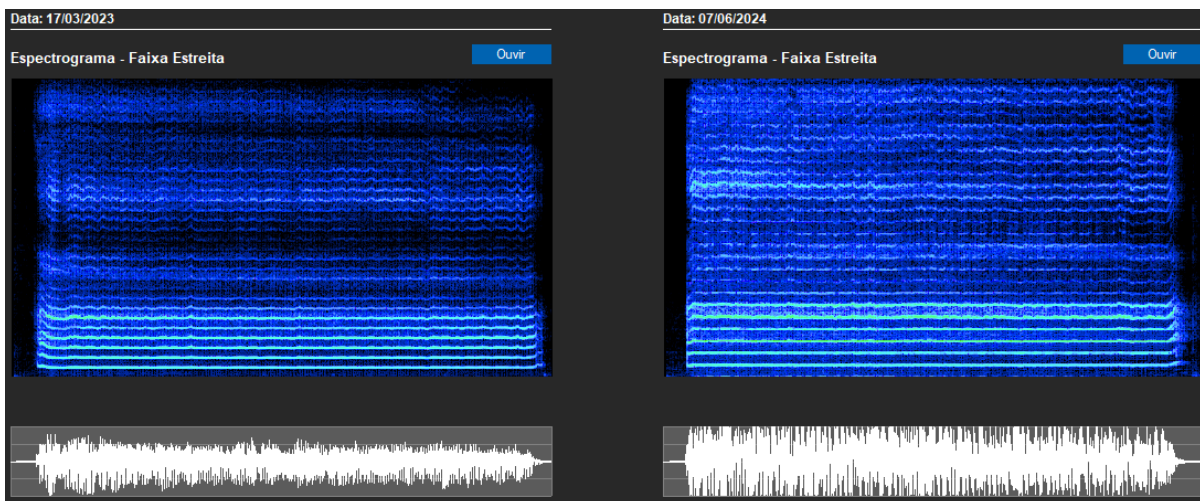 Data: 17/03/2023
Espectrograma - Faixa Estreita
Ouvir
Data: 07/06/2024
Espectrograma - Faixa Estreita
Ouvir